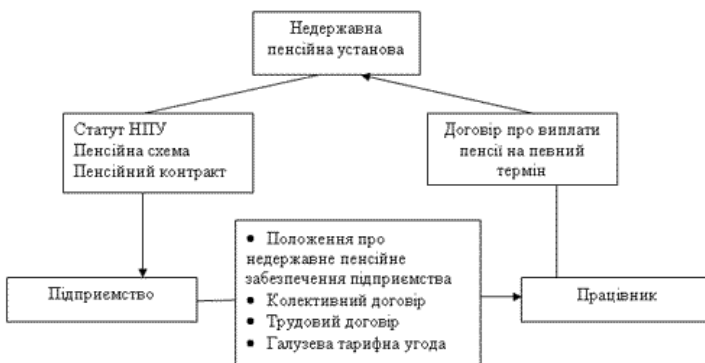 Недержавна
пенсійна установа
Статут НПУ
Пенсійна схема
Пенсійний контракт
Договір про виплати
пенсії на певний
термін
● Положення про
недержавне пенсійне
забезпечення підприємства
● Колективний договір
● Трудовий договір
● Галузева тарифна угода
Підприємство
Працівник